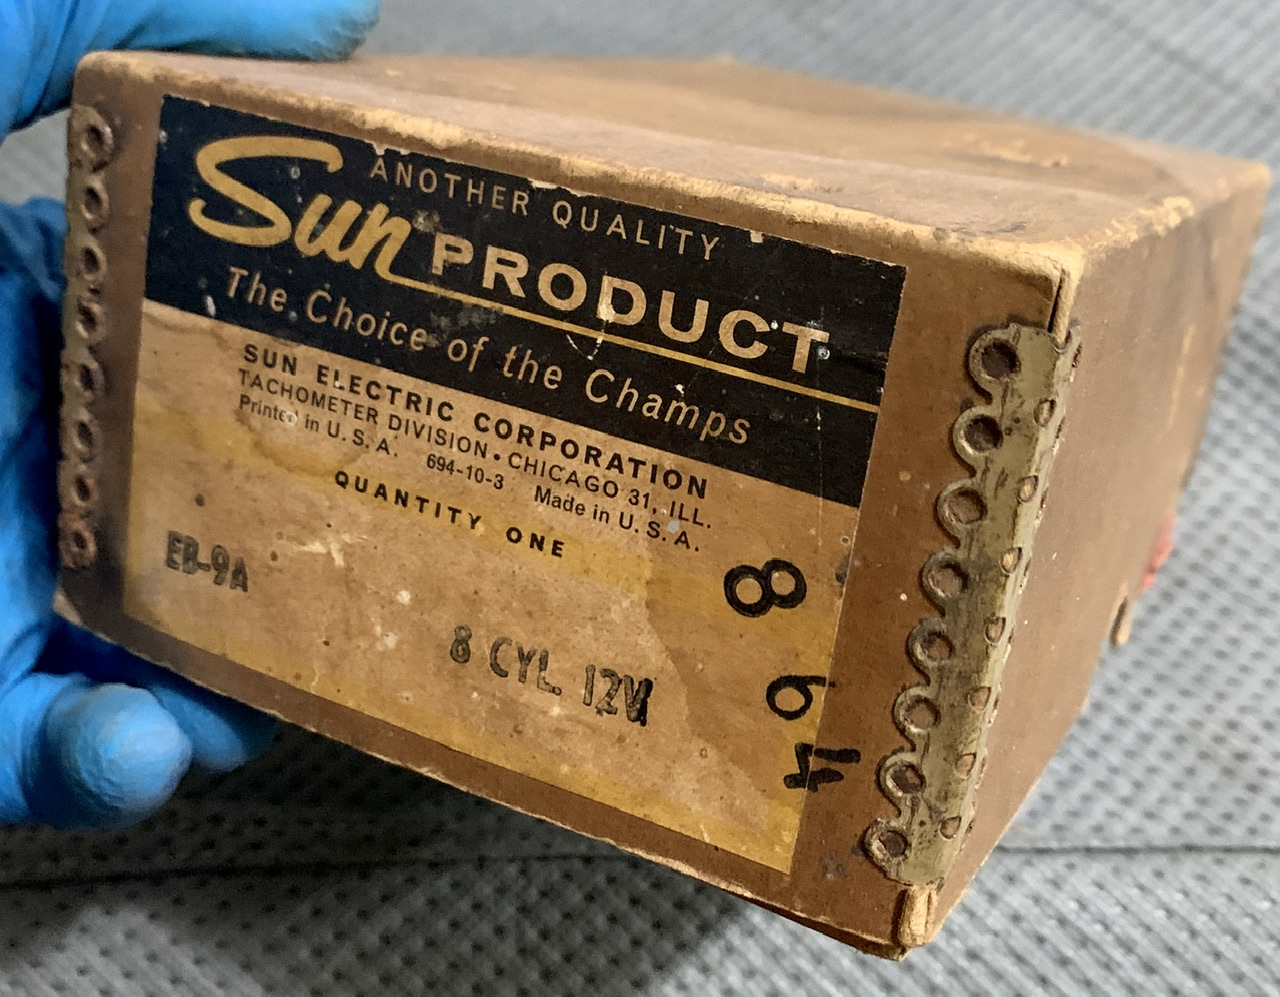 ANOTHER QUALITY
Sun PRODUCT
The Choice of the Champs
SUN ELECTRIC CORPORATION
TACHOMETER DIVISION • CHICAGO 31, ILL.
Printed in U. S. A. 694-10-3 Made in U. S. A.
QUANTITY ONE
EB-9A
8 CYL. 12V
8
6
14